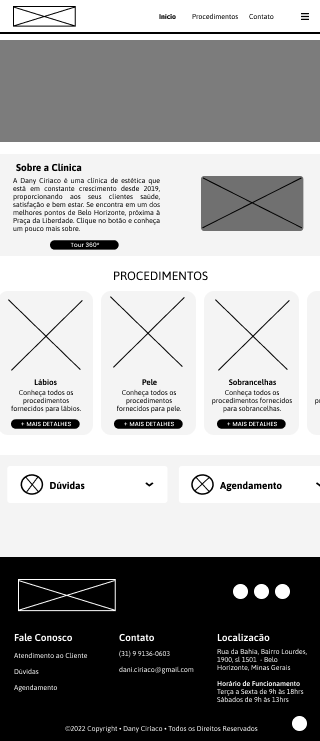 Início Procedimentos Contato
Sobre a Clínica
A Dany Ciriaco é uma clínica de estética que
está em constante crescimento desde 2019,
proporcionando aos seus clientes saúde,
satisfação e bem estar. Se encontra em um dos
melhores pontos de Belo Horizonte, próxima à
Praça da Liberdade. Clique no botão e conheça
um pouco mais sobre.
Tour 360°
PROCEDIMENTOS
Lábios
Conheça todos os
procedimentos
fornecidos para lábios.
+ MAIS DETALHES
Pele
Conheça todos os
procedimentos
fornecidos para pele.
+ MAIS DETALHES
Sobrancelhas
Conheça todos os
procedimentos fornecidos
para sobrancelhas.
+ MAIS DETALHES
Dúvidas
Agendamento
Fale Conosco
Atendimento ao Cliente
Dúvidas
Agendamento
Contato
(31) 9 9136-0603
dani.ciriaco@gmail.com
Localização
Rua da Bahia, Bairro Lourdes,
1900, sl 1501 - Belo
Horizonte, Minas Gerais
Horário de Funcionamento
Terça a Sexta de 9h às 18hrs
Sábados de 9h às 13hrs
©2022 Copyright • Dany Ciriaco • Todos os Direitos Reservados